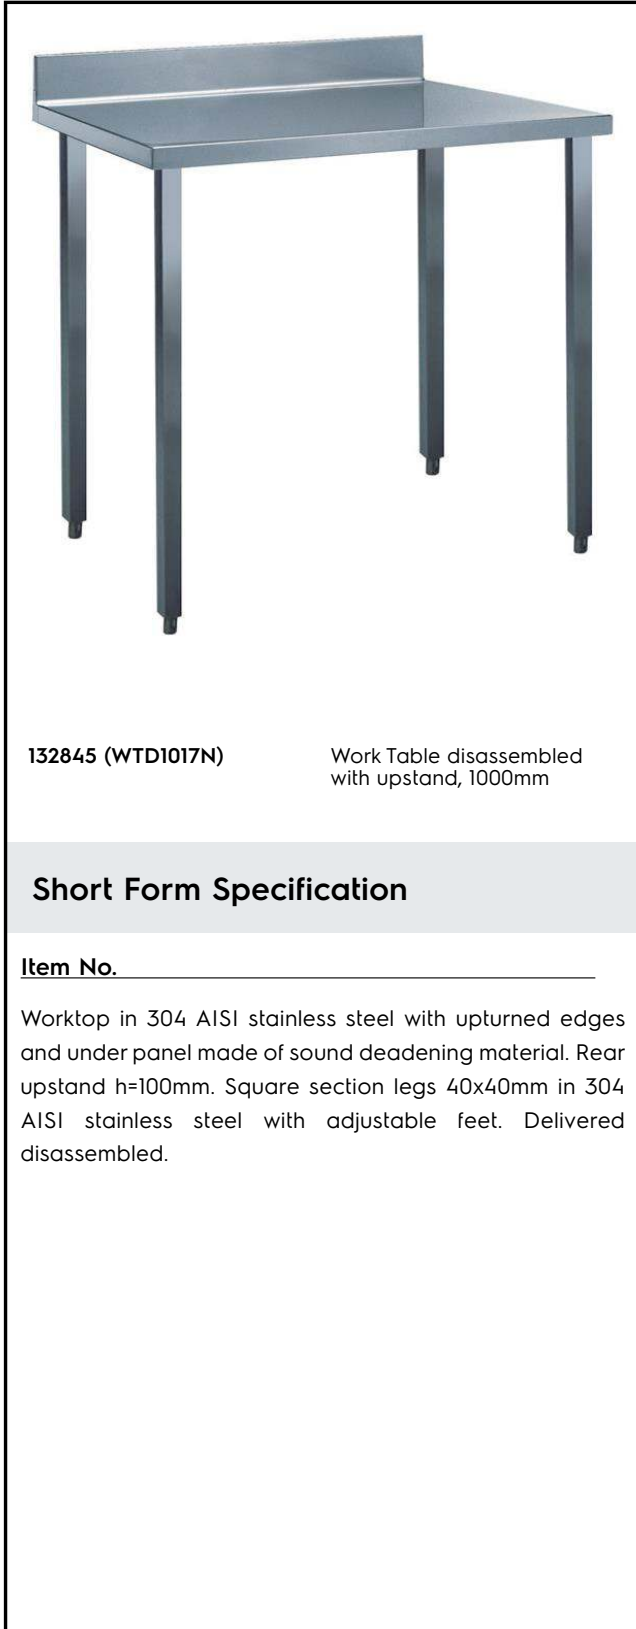 132845 (WTD1017N)
Work Table disassembled
with upstand, 1000mm
Short Form Specification
Item No.
Worktop in 304 AISI stainless steel with upturned edges
and under panel made of sound deadening material. Rear
upstand h=100mm. Square section legs 40x40mm in 304
AISI stainless steel with adjustable feet. Delivered
disassembled.